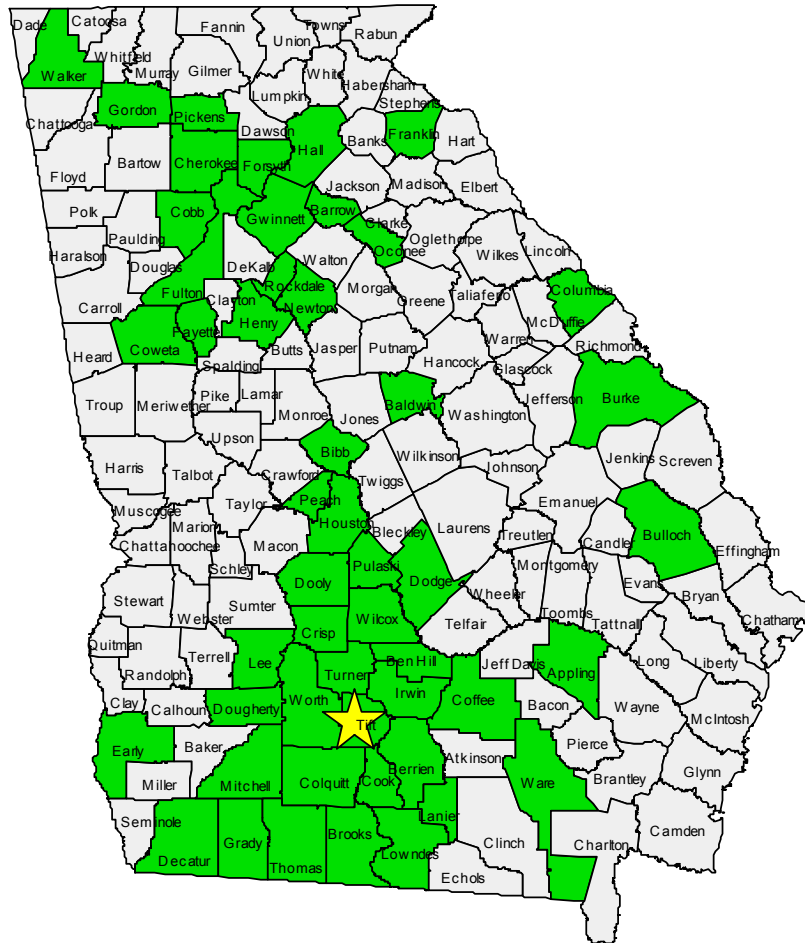 Dade
Catoosa
Fannin
Union
Towns
Rabun
Whitfield
Walker
Murray
Gilmer
White
Habersham
Stephens
Lumpkin
Chattooga
Gordon
Pickens
Dawson
Hall
Banks
Franklin
Hart
Floyd
Bartow
Cherokee
Forsyth
Jackson
Madison
Elbert
Polk
Cobb
Gwinnett
Barrow
Clarke
Oglethorpe
Paulding
Haralson
Douglas
DeKalb
Walton
Oconee
Wilkes
Lincoln
Carroll
Fulton
Clayton
Rockdale
Newton
Morgan
Greene
Taliaferro
Columbia
McDuffie
Heard
Coweta
Fayette
Henry
Spalding
Butts
Jasper
Putnam
Hancock
Warren
Glascock
Richmond
Troup
Meriwether
Pike
Lamar
Monroe
Jones
Baldwin
Washington
Jefferson
Burke
Upson
Bibb
Wilkinson
Johnson
Jenkins
Screven
Harris
Talbot
Crawford
Twiggs
Peach
Houston
Taylor
Emanuel
Muscogee
Marion
Chattahoochee
Macon
Bleckley
Laurens
Treutlen
Candler
Bulloch
Effingham
Schley
Pulaski
Dodge
Montgomery
Evans
Bryan
Dooly
Wheeler
Stewart
Webster
Sumter
Wilcox
Telfair
Toombs
Tattnall
Chatham
Crisp
Quitman
Terrell
Lee
Ben Hill
Jeff Davis
Appling
Long
Liberty
Randolph
Turner
Irwin
Coffee
Clay
Calhoun
Dougherty
Worth
Tift
Bacon
Wayne
McIntosh
Early
Baker
Atkinson
Pierce
Ware
Berrien
Miller
Mitchell
Colquitt
Cook
Brantley
Glynn
Seminole
Lanier
Clinch
Charlton
Camden
Decatur
Grady
Thomas
Brooks
Lowndes
Echols